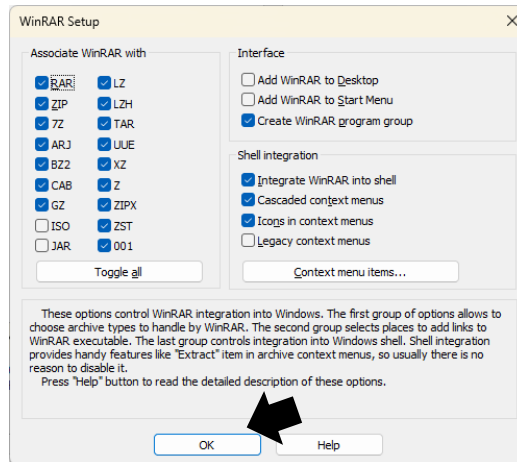 WinRAR Setup
Associate WinRAR with
RAR
ZIP
7Z
ARJ
BZ2
CAB
GZ
ISO
JAR
LZ
LZH
TAR
UUE
XZ
Z
ZIPX
ZST
001
Toggle all
Interface
Add WinRAR to Desktop
Add WinRAR to Start Menu
Create WinRAR program group
Shell integration
Integrate WinRAR into shell
Cascaded context menus
Icons in context menus
Legacy context menus
Context menu items...
These options control WinRAR integration into Windows. The first group of options allows to
choose archive types to handle by WinRAR. The second group selects places to add links to
WinRAR executable. The last group controls integration into Windows shell. Shell integration
provides handy features like "Extract" item in archive context menus, so usually there is no
reason to disable it.
Press "Help" button to read the detailed description of these options.
OK
Help